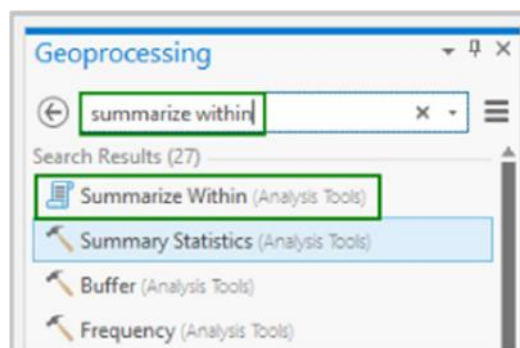 Geoprocessing
summarize within
Search Results (27)
Summarize Within (Analysis Tools)
Summary Statistics (Analysis Tools)
Buffer (Analysis Tools)
Frequency (Analysis Tools)